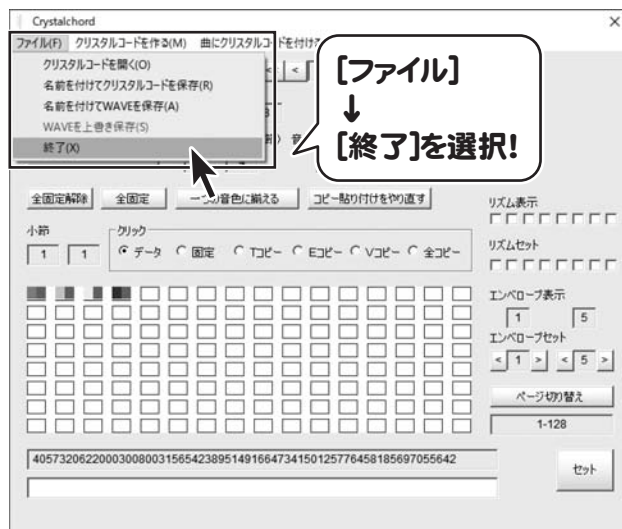 Crystalchord
ファイル(F) クリスタルコードを作る(M) 曲にクリスタルコードを付ける
クリスタルコードを開く(O)
名前を付けてクリスタルコードを保存(R)
名前を付けてWAVEを保存(A)
WAVEを上書き保存(S)
終了(X)
[ファイル]
↓
[終了]を選択!
全固定解除 全固定 一つの音色に揃える コピー貼り付けをやり直す
リズム表示
小節 クリック
1 1 データ 固定 Tコピー Eコピー Vコピー 全コピー
リズムセット
エンベロープ表示
1 5
エンベロープセット
< 1 > < 5 >
ページ切り替え
1-128
40573206220003008003156542389514916647341501257764581856970556​42
セット